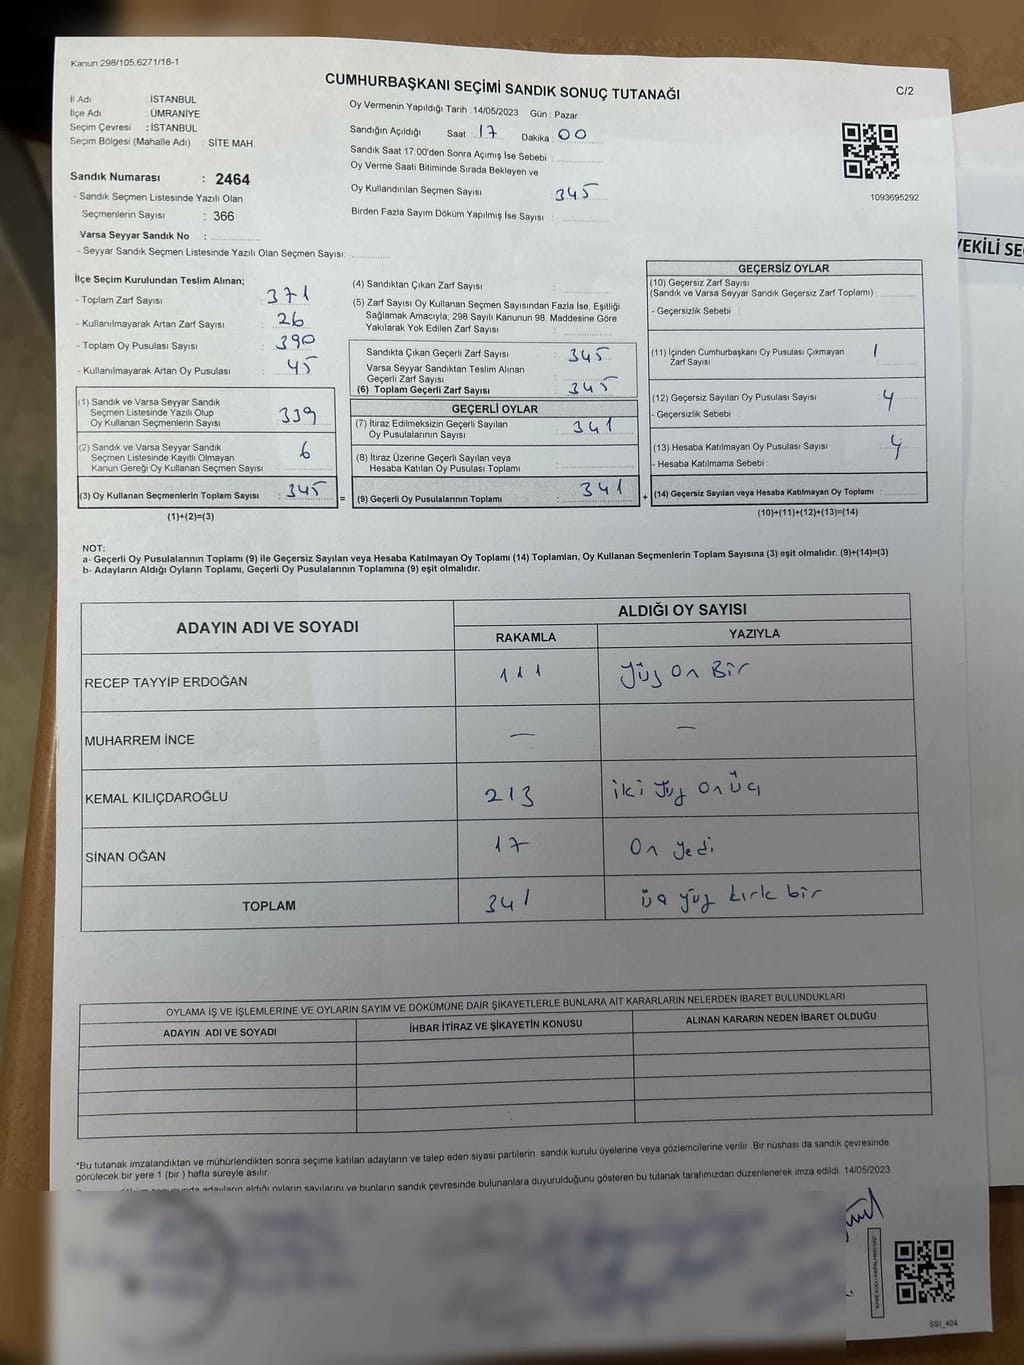 Kanun 298/105,6271/18-1
CUMHURBAŞKANI SEÇİMİ SANDIK SONUÇ TUTANAĞI
C/2
İl Adı : İSTANBUL
İlçe Adı : ÜMRANİYE
Seçim Çevresi : İSTANBUL
Seçim Bölgesi (Mahalle Adı) : SİTE MAH
Sandık Numarası : 2464
- Sandık Seçmen Listesinde Yazılı Olan
Seçmenlerin Sayısı : 366
Varsa Seyyar Sandık No :
- Seyyar Sandık Seçmen Listesinde Yazılı Olan Seçmen Sayısı:
Oy Vermenin Yapıldığı Tarih : 14/05/2023 Gün : Pazar
Sandığın Açıldığı Saat : 17 Dakika : 00
Sandık Saat 17:00'den Sonra Açımış İse Sebebi :
Oy Verme Saati Bitiminde Sırada Bekleyen ve
Oy Kullandırılan Seçmen Sayısı : 345
Birden Fazla Sayım Döküm Yapılmış İse Sayısı :
1093695292
VEKİLİ SE
İlçe Seçim Kurulundan Teslim Alınan;
- Toplam Zarf Sayısı : 371
- Kullanılmayarak Artan Zarf Sayısı : 26
- Toplam Oy Pusulası Sayısı : 390
- Kullanılmayarak Artan Oy Pusulası : 45
(1) Sandık ve Varsa Seyyar Sandık
Seçmen Listesinde Yazılı Olup
Oy Kullanan Seçmenlerin Sayısı : 339
(2) Sandık ve Varsa Seyyar Sandık
Seçmen Listesinde Kayıtlı Olmayan
Kanun Gereği Oy Kullanan Seçmen Sayısı : 6
(3) Oy Kullanan Seçmenlerin Toplam Sayısı : 345 =
(1)+(2)=(3)
(4) Sandıktan Çıkan Zarf Sayısı :
(5) Zarf Sayısı Oy Kullanan Seçmen Sayısından Fazla İse, Eşitliği
Sağlamak Amacıyla; 298 Sayılı Kanunun 98. Maddesine Göre
Yakılarak Yok Edilen Zarf Sayısı :
Sandıkta Çıkan Geçerli Zarf Sayısı : 345
Varsa Seyyar Sandıktan Teslim Alınan
Geçerli Zarf Sayısı :
(6) Toplam Geçerli Zarf Sayısı : 345
GEÇERLİ OYLAR
(7) İtiraz Edilmeksizin Geçerli Sayılan
Oy Pusulalarının Sayısı : 341
(8) İtiraz Üzerine Geçerli Sayılan veya
Hesaba Katılan Oy Pusulası Toplamı :
(9) Geçerli Oy Pusulalarının Toplamı : 341 +
GEÇERSİZ OYLAR
(10) Geçersiz Zarf Sayısı
(Sandık ve Varsa Seyyar Sandık Geçersiz Zarf Toplamı) :
- Geçersizlik Sebebi :
(11) İçinden Cumhurbaşkanı Oy Pusulası Çıkmayan
Zarf Sayısı : 1
(12) Geçersiz Sayılan Oy Pusulası Sayısı : 4
- Geçersizlik Sebebi :
(13) Hesaba Katılmayan Oy Pusulası Sayısı : 4
- Hesaba Katılmama Sebebi :
(14) Geçersiz Sayılan veya Hesaba Katılmayan Oy Toplamı :
(10)+(11)+(12)+(13)=(14)
NOT:
a- Geçerli Oy Pusulalarının Toplamı (9) ile Geçersiz Sayılan veya Hesaba Katılmayan Oy Toplamı (14) Toplamları, Oy Kullanan Seçmenlerin Toplam Sayısına (3) eşit olmalıdır. (9)+(14)=(3)
b- Adayların Aldığı Oyların Toplamı, Geçerli Oy Pusulalarının Toplamına (9) eşit olmalıdır.
ADAYIN ADI VE SOYADI
ALDIĞI OY SAYISI
RAKAMLA YAZIYLA
RECEP TAYYİP ERDOĞAN 111 Yüz On Bir
MUHARREM İNCE — —
KEMAL KILIÇDAROĞLU 213 iki Yüz On üç
SİNAN OĞAN 17 On yedi
TOPLAM 341 üç yüz kırk bir
OYLAMA İŞ VE İŞLEMLERİNE VE OYLARIN SAYIM VE DÖKÜMÜNE DAİR ŞİKAYETLERLE BUNLARA AİT KARARLARIN NELERDEN İBARET BULUNDUKLARI
ADAYIN ADI VE SOYADI İHBAR İTİRAZ VE ŞİKAYETİN KONUSU ALINAN KARARIN NEDEN İBARET OLDUĞU
*Bu tutanak imzalandıktan ve mühürlendikten sonra seçime katılan adayların ve talep eden siyasi partilerin sandık kurulu üyelerine veya gözlemcilerine verilir. Bir nüshası da sandık çevresinde
görülecek bir yere 1 (bir ) hafta süreyle asılır.
adayların aldığı oyların sayılarını ve bunların sandık çevresinde bulunanlara duyurulduğunu gösteren bu tutanak tarafımızdan düzenlenerek imza edildi. 14/05/2023
SSI_404